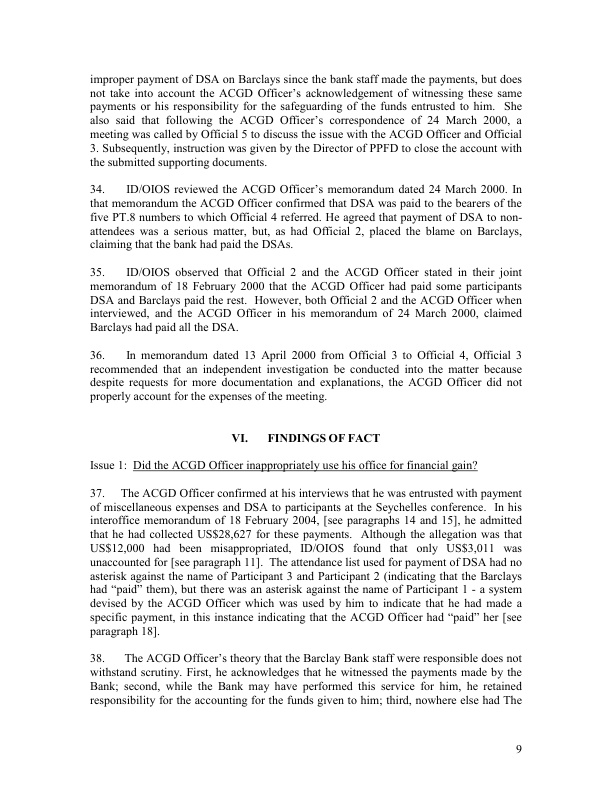 improper payment of DSA on Barclays since the bank staff made the payments, but does
not take into account the ACGD Officer's acknowledgement of witnessing these same
payments or his responsibility for the safeguarding of the funds entrusted to him.  She
also said that following the ACGD Officer's correspondence of 24 March 2000, a
meeting was called by Official 5 to discuss the issue with the ACGD Officer and Official
3. Subsequently, instruction was given by the Director of PPFD to close the account with
the submitted supporting documents.
34. ID/OIOS reviewed the ACGD Officer's memorandum dated 24 March 2000. In
that memorandum the ACGD Officer confirmed that DSA was paid to the bearers of the
five PT.8 numbers to which Official 4 referred. He agreed that payment of DSA to non-
attendees was a serious matter, but, as had Official 2, placed the blame on Barclays,
claiming that the bank had paid the DSAs.
35. ID/OIOS observed that Official 2 and the ACGD Officer stated in their joint
memorandum of 18 February 2000 that the ACGD Officer had paid some participants
DSA and Barclays paid the rest.  However, both Official 2 and the ACGD Officer when
interviewed, and the ACGD Officer in his memorandum of 24 March 2000, claimed
Barclays had paid all the DSA.
36. In memorandum dated 13 April 2000 from Official 3 to Official 4, Official 3
recommended that an independent investigation be conducted into the matter because
despite requests for more documentation and explanations, the ACGD Officer did not
properly account for the expenses of the meeting.
VI. FINDINGS OF FACT
Issue 1:  Did the ACGD Officer inappropriately use his office for financial gain?
37. The ACGD Officer confirmed at his interviews that he was entrusted with payment
of miscellaneous expenses and DSA to participants at the Seychelles conference.  In his
interoffice memorandum of 18 February 2004, [see paragraphs 14 and 15], he admitted
that he had collected US$28,627 for these payments.  Although the allegation was that
US$12,000 had been misappropriated, ID/OIOS found that only US$3,011 was
unaccounted for [see paragraph 11].  The attendance list used for payment of DSA had no
asterisk against the name of Participant 3 and Participant 2 (indicating that the Barclays
had "paid" them), but there was an asterisk against the name of Participant 1 - a system
devised by the ACGD Officer which was used by him to indicate that he had made a
specific payment, in this instance indicating that the ACGD Officer had "paid" her [see
paragraph 18].
38. The ACGD Officer's theory that the Barclay Bank staff were responsible does not
withstand scrutiny. First, he acknowledges that he witnessed the payments made by the
Bank; second, while the Bank may have performed this service for him, he retained
responsibility for the accounting for the funds given to him; third, nowhere else had The
9